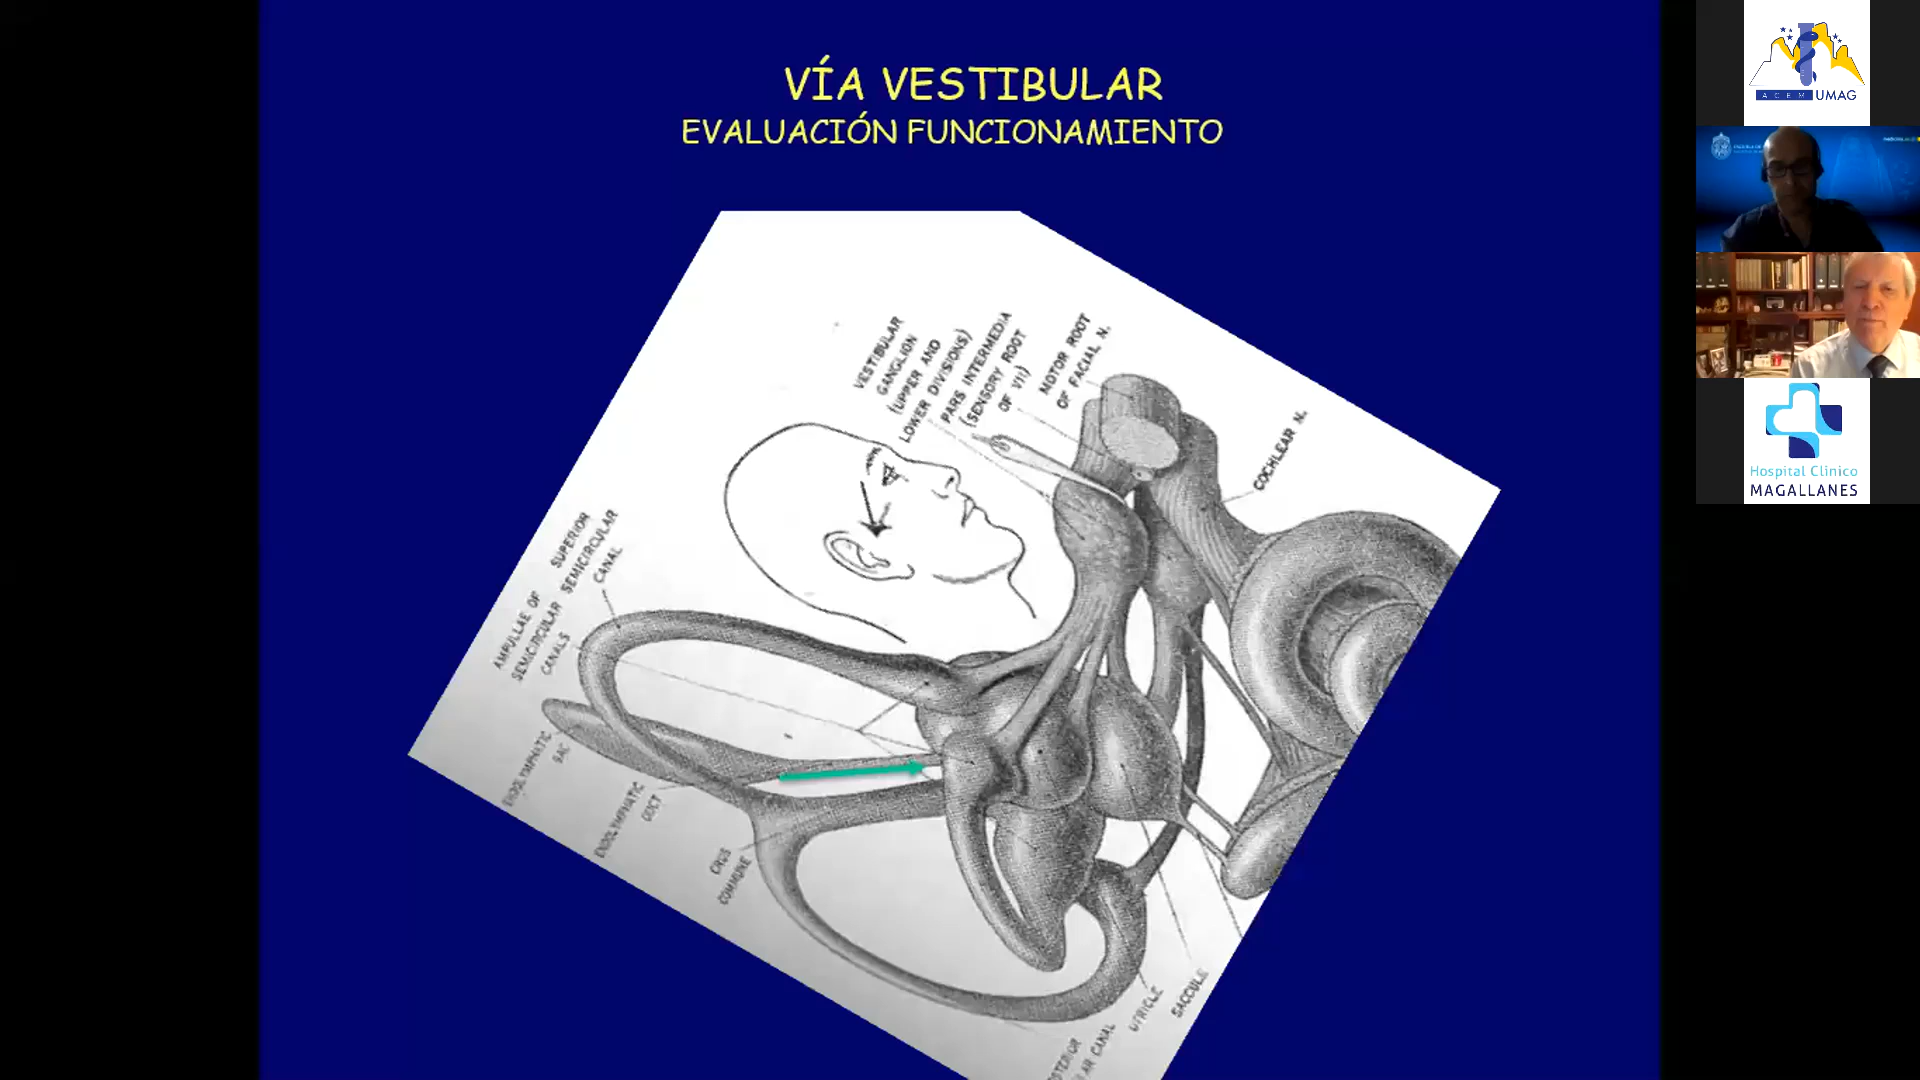 VÍA VESTIBULAR
EVALUACIÓN FUNCIONAMIENTO
VESTIBULAR
GANGLION
(UPPER AND
LOWER DIVISIONS)
PARS INTERMEDIA
(SENSORY ROOT
OF VII)
MOTOR ROOT
OF FACIAL N.
COCHLEAR N.
SUPERIOR
SEMICIRCULAR
CANAL
AMPULLAE OF
SEMICIRCULAR
CANALS
ENDOLYMPHATIC
SAC
ENDOLYMPHATIC
DUCT
CRUS
COMMUNE
UTRICLE
SACCULE
CANAL
ACEM UMAG
Hospital Clínico
MAGALLANES